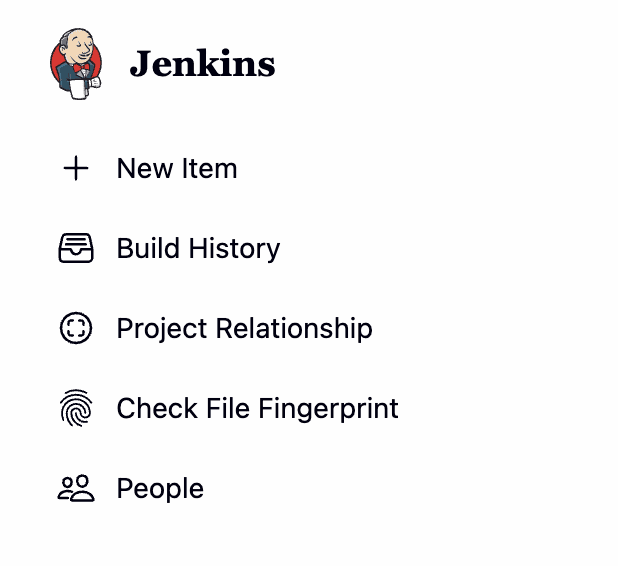 Jenkins
New Item
Build History
Project Relationship
Check File Fingerprint
People